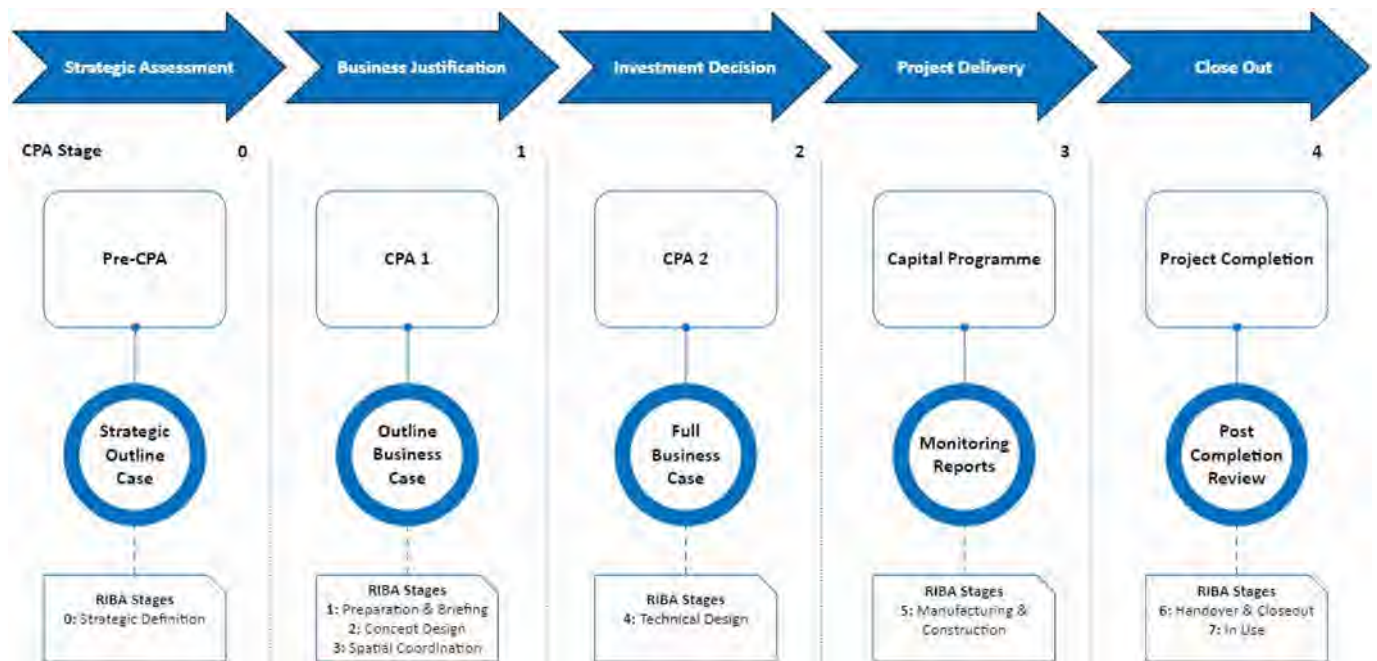 Strategic Assessment
Business Justification
Investment Decision
Project Delivery
Close Out
CPA Stage
0
1
2
3
4
Pre-CPA
CPA 1
CPA 2
Capital Programme
Project Completion
Strategic
Outline
Case
Outline
Business
Case
Full
Business
Case
Monitoring
Reports
Post
Completion
Review
RIBA Stages
0: Strategic Definition
RIBA Stages
1: Preparation & Briefing
2: Concept Design
3: Spatial Coordination
RIBA Stages
4: Technical Design
RIBA Stages
5: Manufacturing &
Construction
RIBA Stages
6: Handover & Closeout
7: In Use